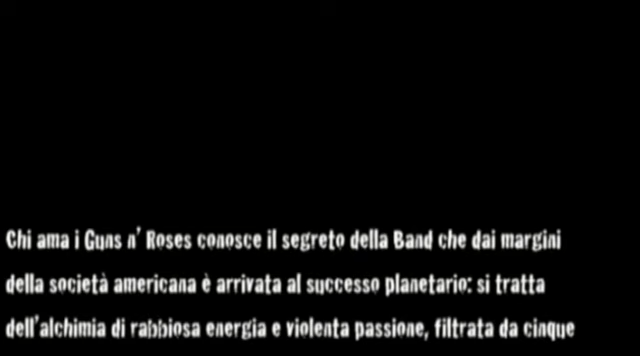 Chi ama i Guns n' Roses conosce il segreto della Band che dai margini
della società americana è arrivata al successo planetario: si tratta
dell'alchimia di rabbiosa energia e violenta passione, filtrata da cinque